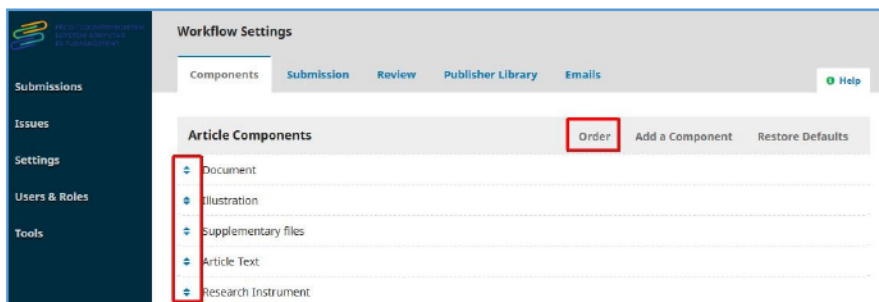 Workflow Settings
Components Submission Review Publisher Library Emails
Help
Submissions
Issues
Settings
Users & Roles
Tools
Article Components Order Add a Component Restore Defaults
Document
Illustration
Supplementary files
Article Text
Research Instrument